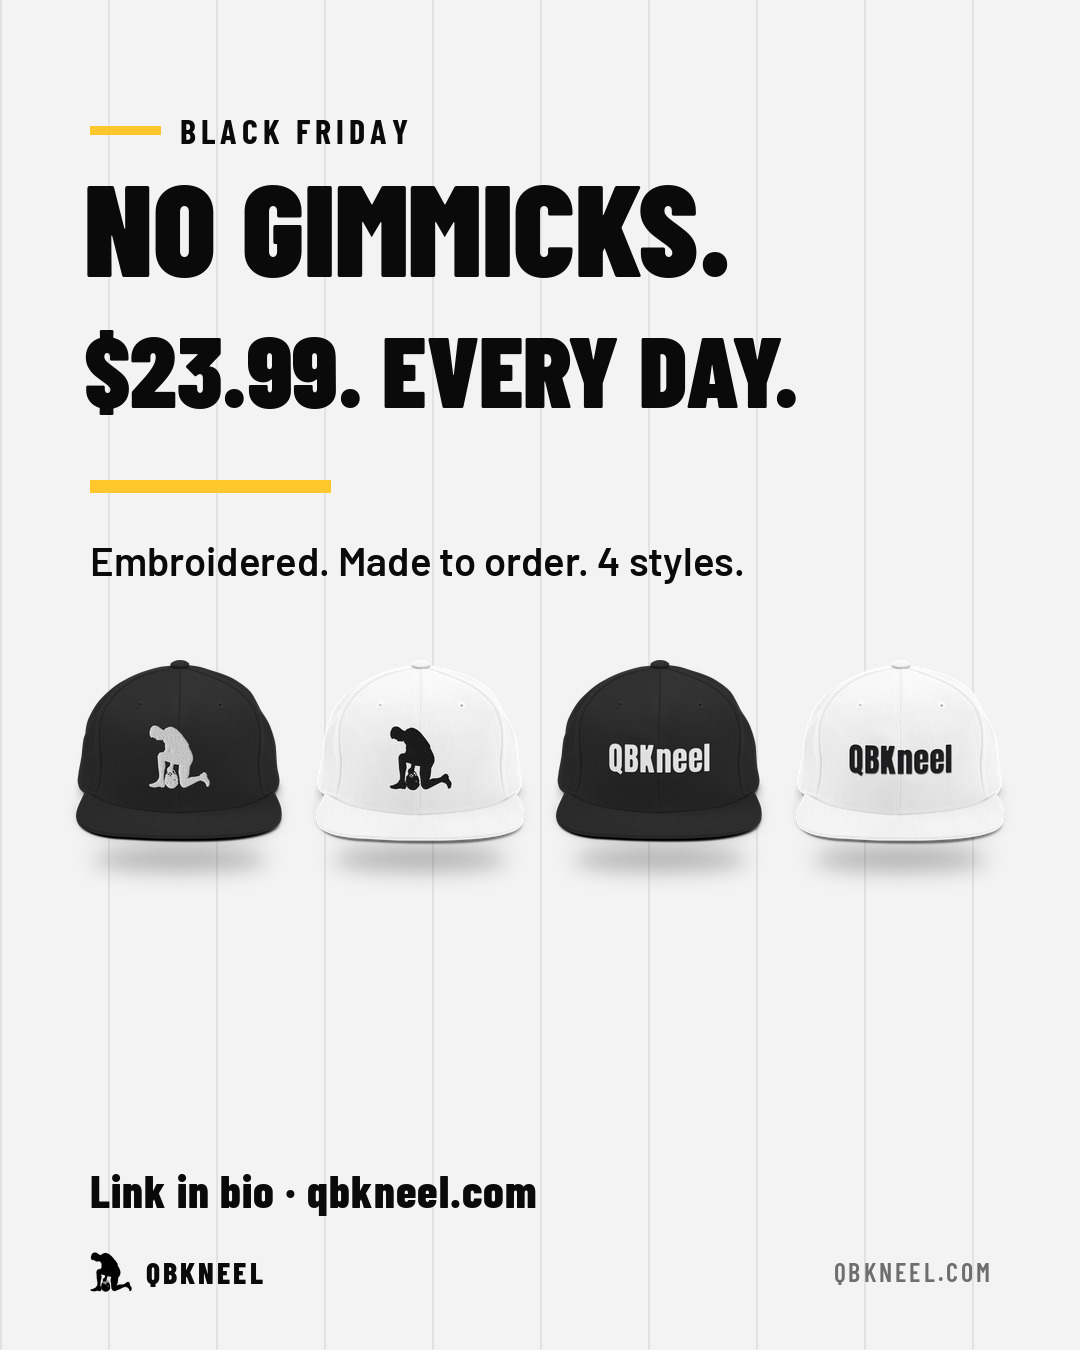 BLACK FRIDAY
NO GIMMICKS.
$23.99. EVERY DAY.
Embroidered. Made to order. 4 styles.
QBKneel
QBKneel
Link in bio · qbkneel.com
QBKNEEL
QBKNEEL.COM